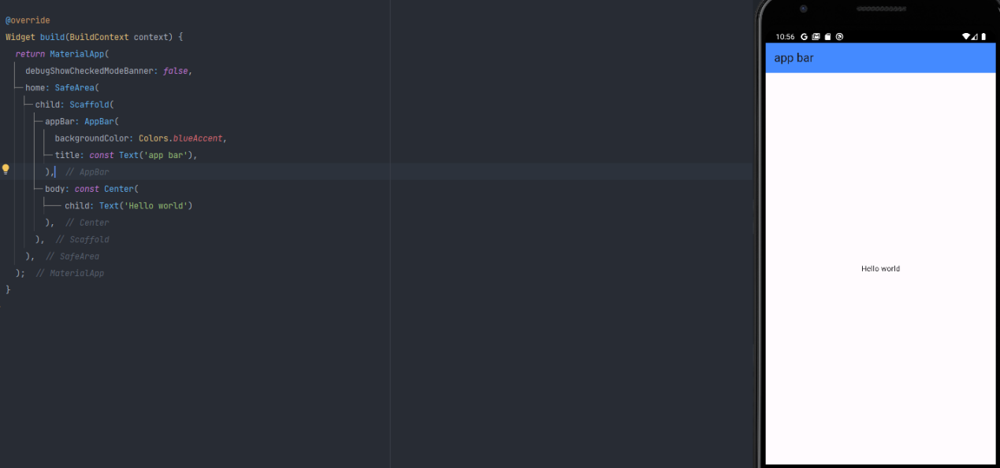 @override
Widget build(BuildContext context) {
return MaterialApp(
debugShowCheckedModeBanner: false,
home: SafeArea(
child: Scaffold(
appBar: AppBar(
backgroundColor: Colors.blueAccent,
title: const Text('app bar'),
), // AppBar
body: const Center(
child: Text('Hello world')
), // Center
), // Scaffold
), // SafeArea
); // MaterialApp
}
10:56 G
app bar
Hello world